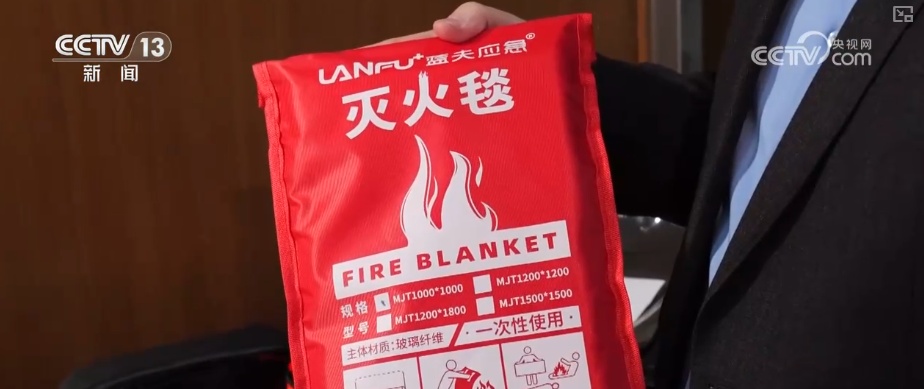 CCTV 13
新闻
央视网
CCTV.com
LANFU+ 蓝夫应急®
灭火毯
FIRE BLANKET
规格 MJT1000*1000 MJT1200*1200
型号 MJT1200*1800 MJT1500*1500
主体材质：玻璃纤维 ·一次性使用·